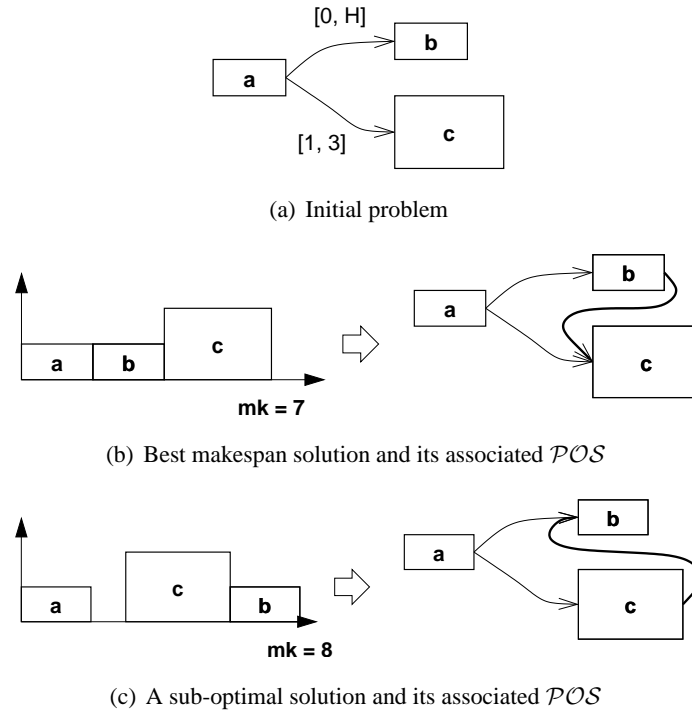 [0, H]
b
a
c
[1, 3]
(a) Initial problem
b
a
c
a b
c
mk = 7
(b) Best makespan solution and its associated POS
b
a
c
c
a b
mk = 8
(c) A sub-optimal solution and its associated POS